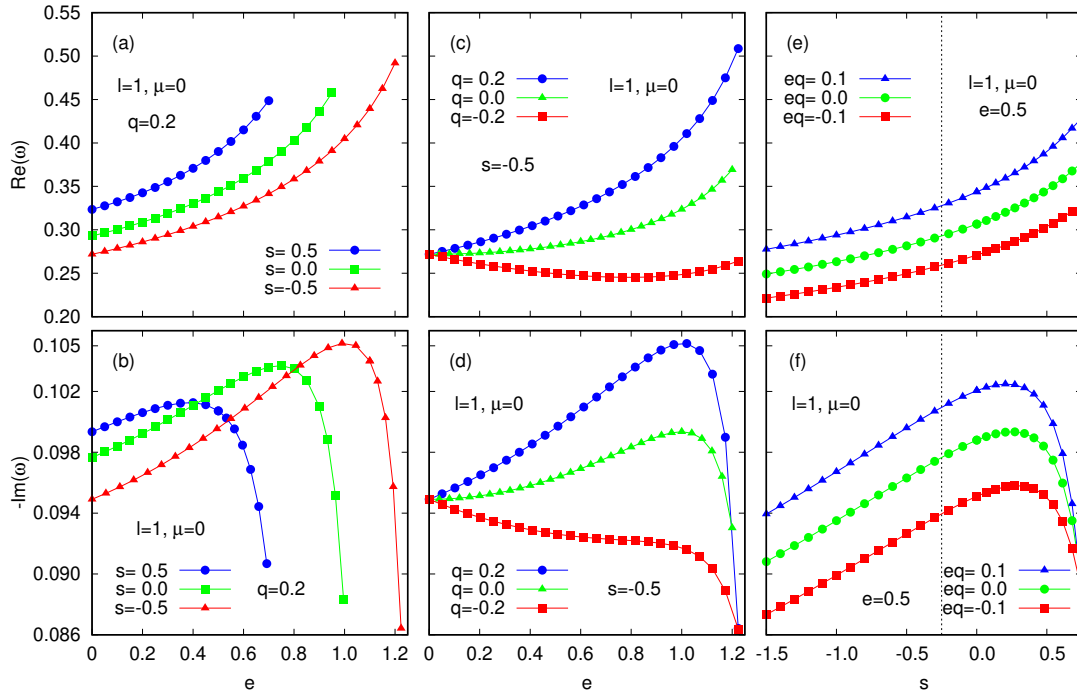 Re(ω)
0.55
0.50
0.45
0.40
0.35
0.30
0.25
0.20
(a)
l=1, μ=0
q=0.2
s= 0.5
s= 0.0
s=-0.5
(c)
q= 0.2
q= 0.0
q=-0.2
l=1, μ=0
s=-0.5
(e)
eq= 0.1
eq= 0.0
eq=-0.1
l=1, μ=0
e=0.5
-Im(ω)
0.105
0.102
0.098
0.094
0.090
0.086
(b)
l=1, μ=0
s= 0.5
s= 0.0
s=-0.5
q=0.2
0 0.2 0.4 0.6 0.8 1.0 1.2
e
(d)
l=1, μ=0
q= 0.2
q= 0.0
q=-0.2
s=-0.5
0 0.2 0.4 0.6 0.8 1.0 1.2
e
(f)
l=1, μ=0
e=0.5
eq= 0.1
eq= 0.0
eq=-0.1
-1.5 -1.0 -0.5 0.0 0.5
s